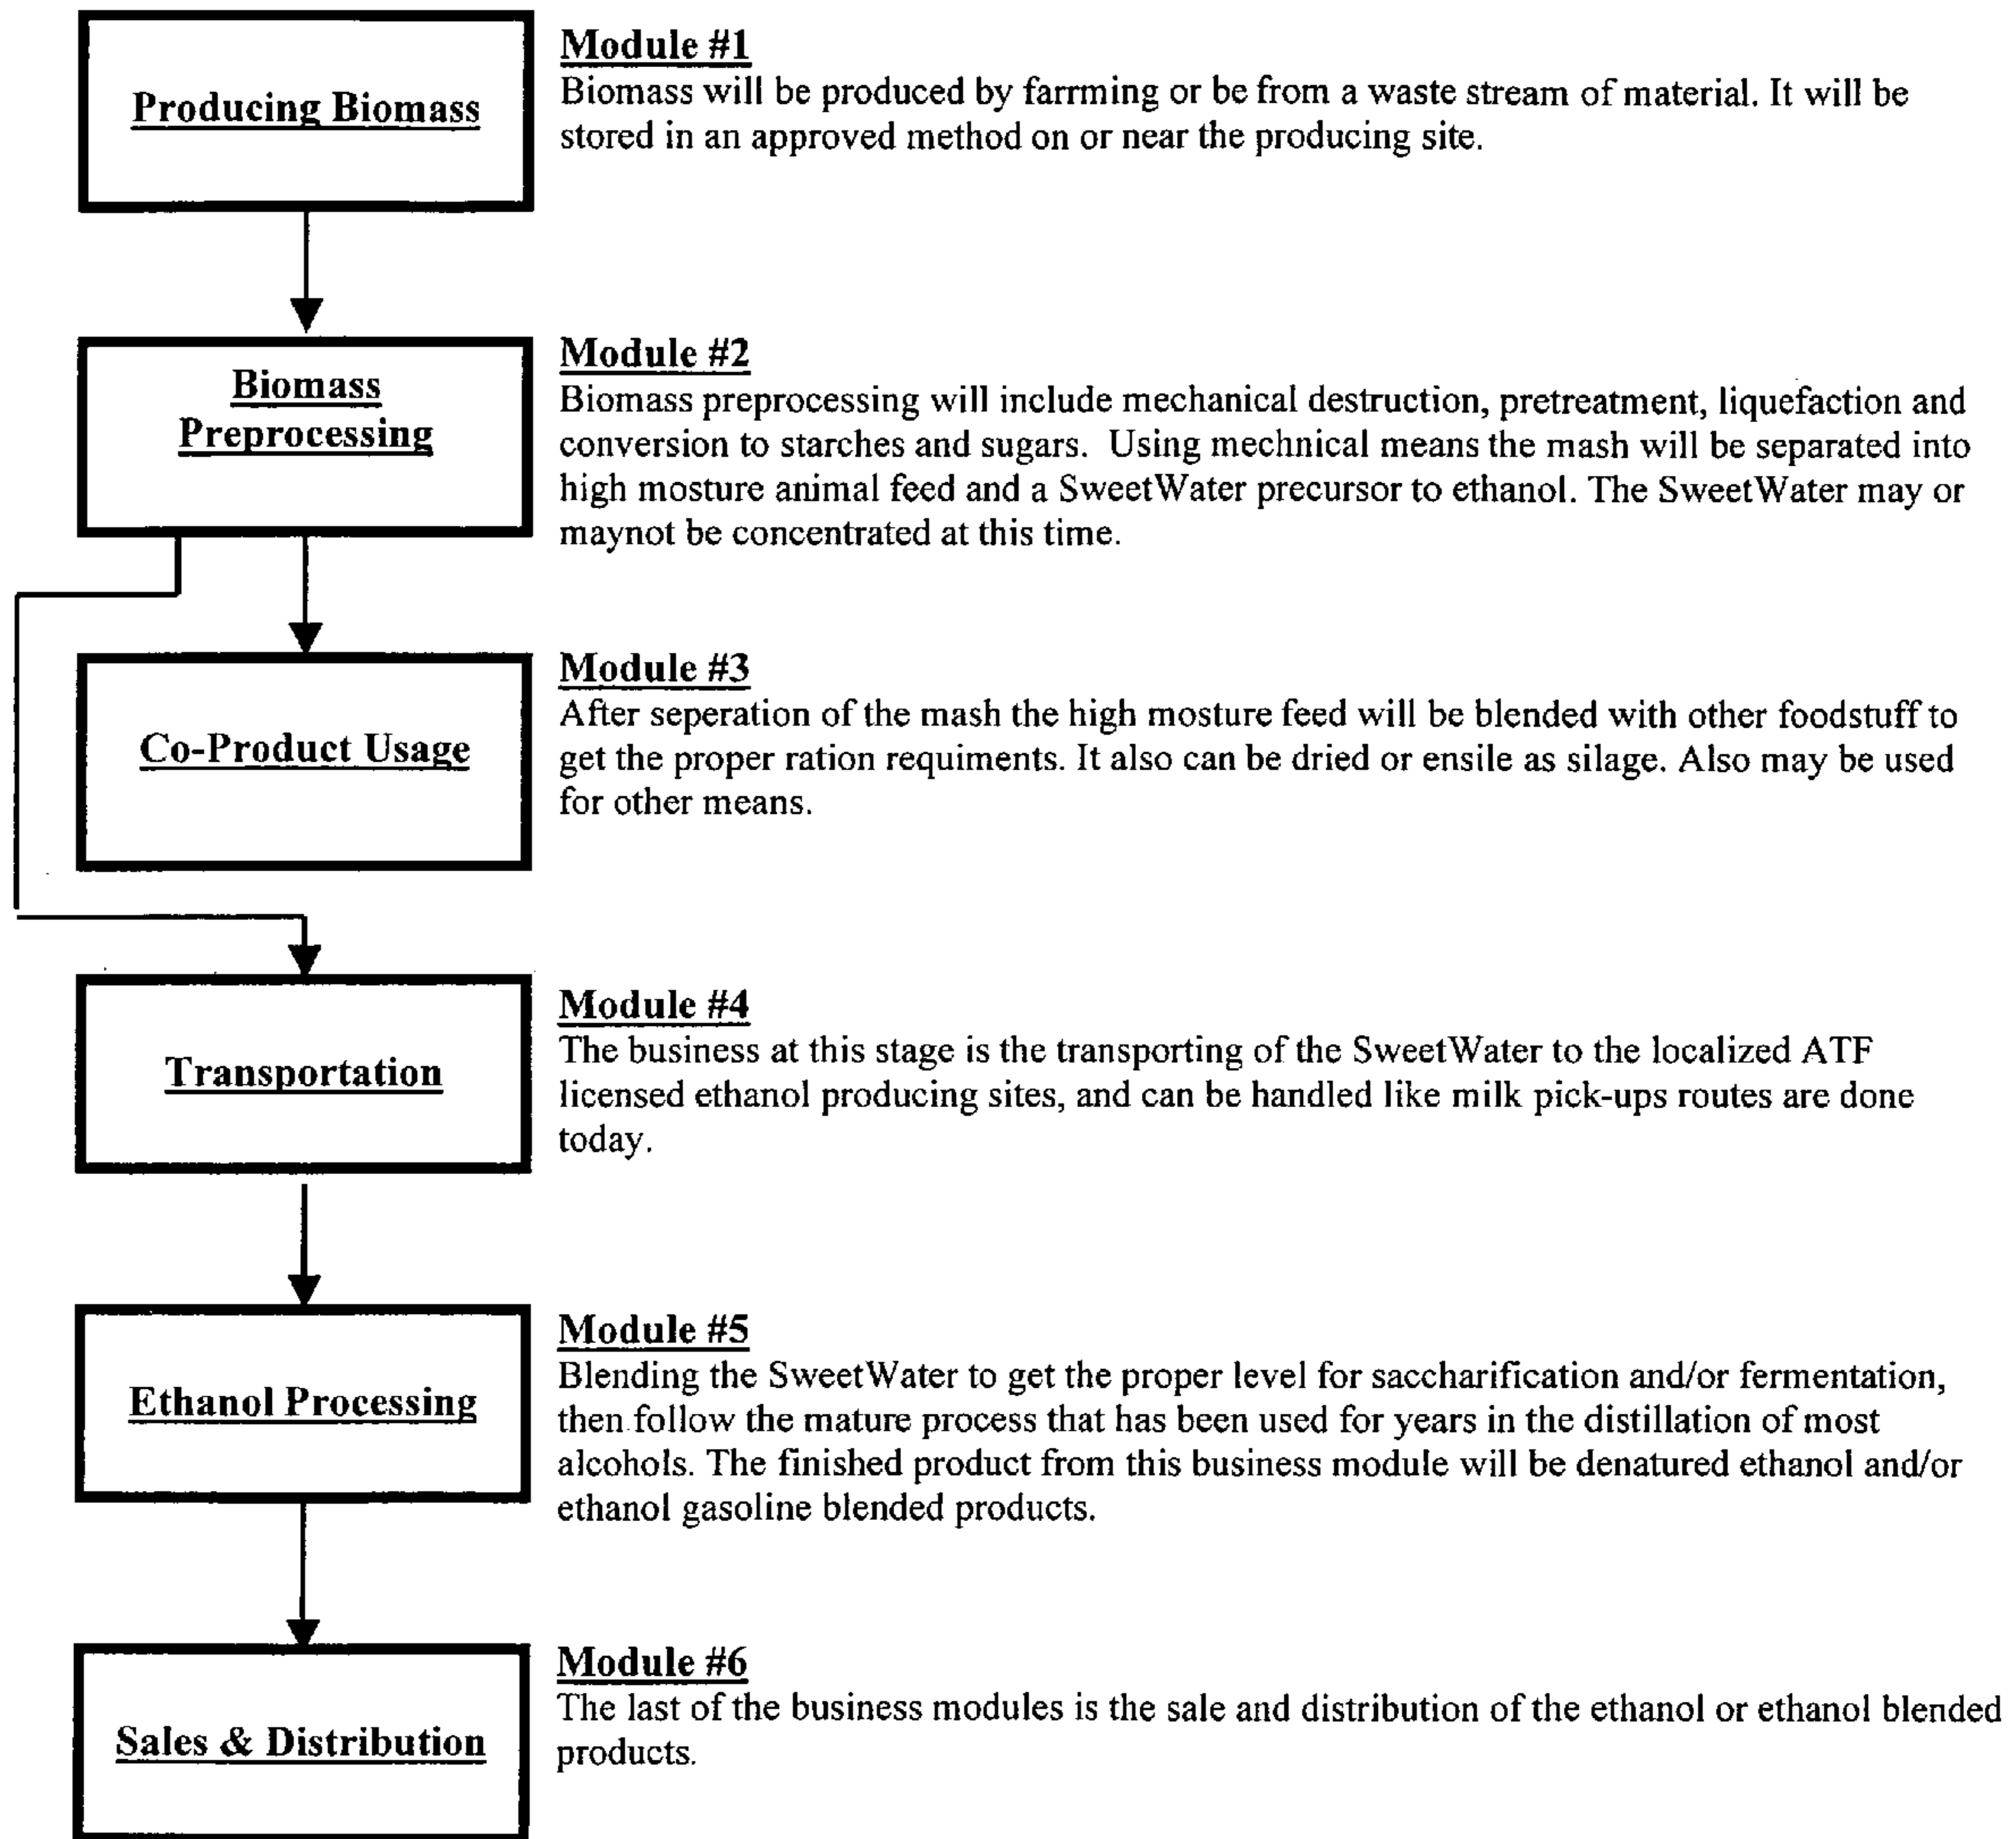 Producing Biomass
Module #1
Biomass will be produced by farrming or be from a waste stream of material. It will be
stored in an approved method on or near the producing site.
Biomass
Preprocessing
Module #2
Biomass preprocessing will include mechanical destruction, pretreatment, liquefaction and
conversion to starches and sugars. Using mechnical means the mash will be separated into
high mosture animal feed and a SweetWater precursor to ethanol. The SweetWater may or
maynot be concentrated at this time.
Co-Product Usage
Module #3
After seperation of the mash the high mosture feed will be blended with other foodstuff to
get the proper ration requiments. It also can be dried or ensile as silage. Also may be used
for other means.
Transportation
Module #4
The business at this stage is the transporting of the SweetWater to the localized ATF
licensed ethanol producing sites, and can be handled like milk pick-ups routes are done
today.
Ethanol Processing
Module #5
Blending the SweetWater to get the proper level for saccharification and/or fermentation,
then follow the mature process that has been used for years in the distillation of most
alcohols. The finished product from this business module will be denatured ethanol and/or
ethanol gasoline blended products.
Sales & Distribution
Module #6
The last of the business modules is the sale and distribution of the ethanol or ethanol blended
products.